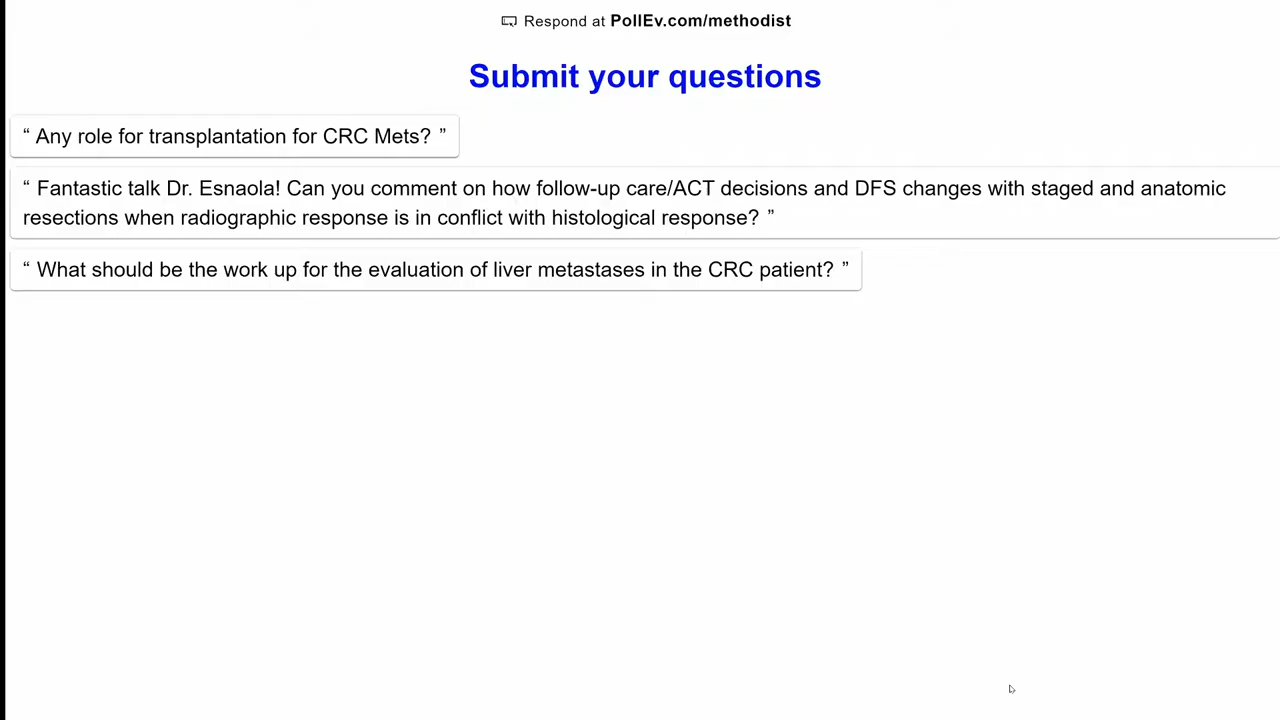 Respond at PollEv.com/methodist
Submit your questions
“ Any role for transplantation for CRC Mets? ”
“ Fantastic talk Dr. Esnaola! Can you comment on how follow-up care/ACT decisions and DFS changes with staged and anatomic
resections when radiographic response is in conflict with histological response? ”
“ What should be the work up for the evaluation of liver metastases in the CRC patient? ”